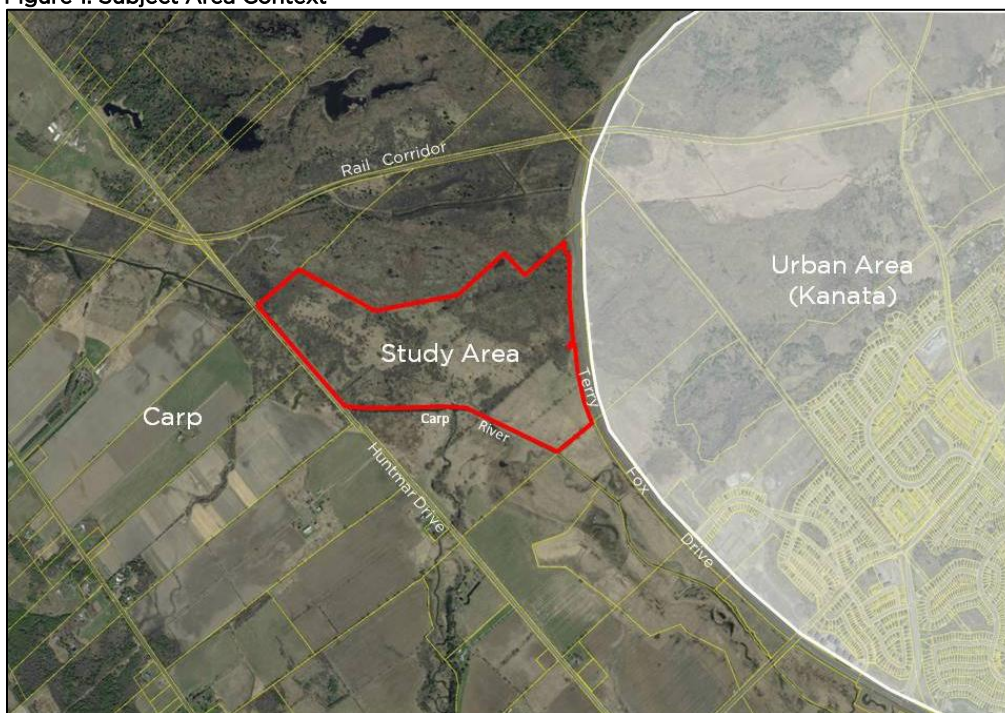 Figure 1. Subject Area Context
Rail Corridor
Urban Area
(Kanata)
Study Area
Terry
Carp
Carp River
Huntmar Drive
Fox
Drive